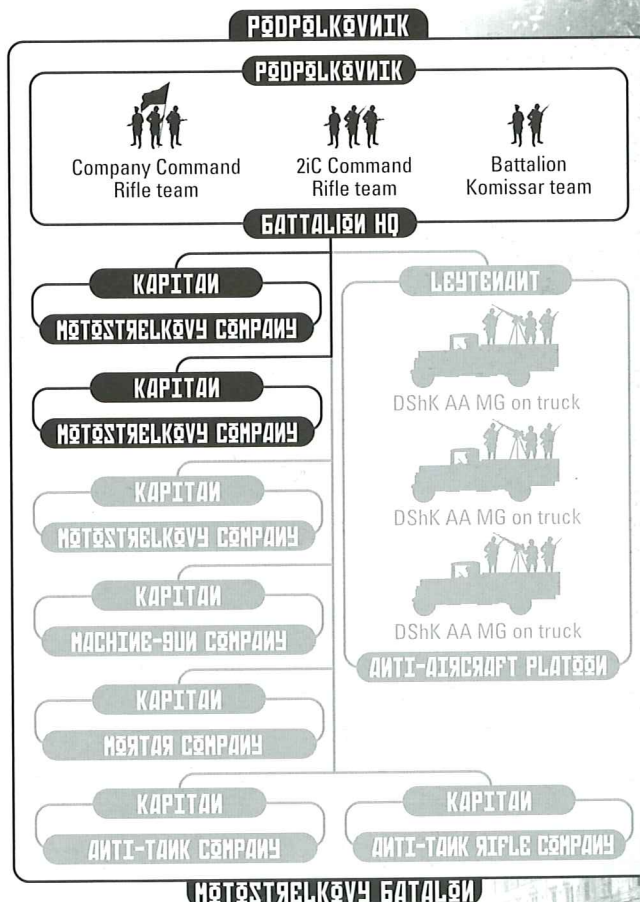 PODPOLKOVNIK
PODPOLKOVNIK
Company Command
Rifle team
2iC Command
Rifle team
Battalion
Komissar team
BATTALION HQ
KAPITAN
MOTOSTRELKOVY COMPANY
KAPITAN
MOTOSTRELKOVY COMPANY
KAPITAN
MOTOSTRELKOVY COMPANY
KAPITAN
MACHINE-GUN COMPANY
KAPITAN
MORTAR COMPANY
LEYTENANT
DShK AA MG on truck
DShK AA MG on truck
DShK AA MG on truck
ANTI-AIRCRAFT PLATOON
KAPITAN
ANTI-TANK COMPANY
KAPITAN
ANTI-TANK RIFLE COMPANY
MOTOSTRELKOVY BATALON